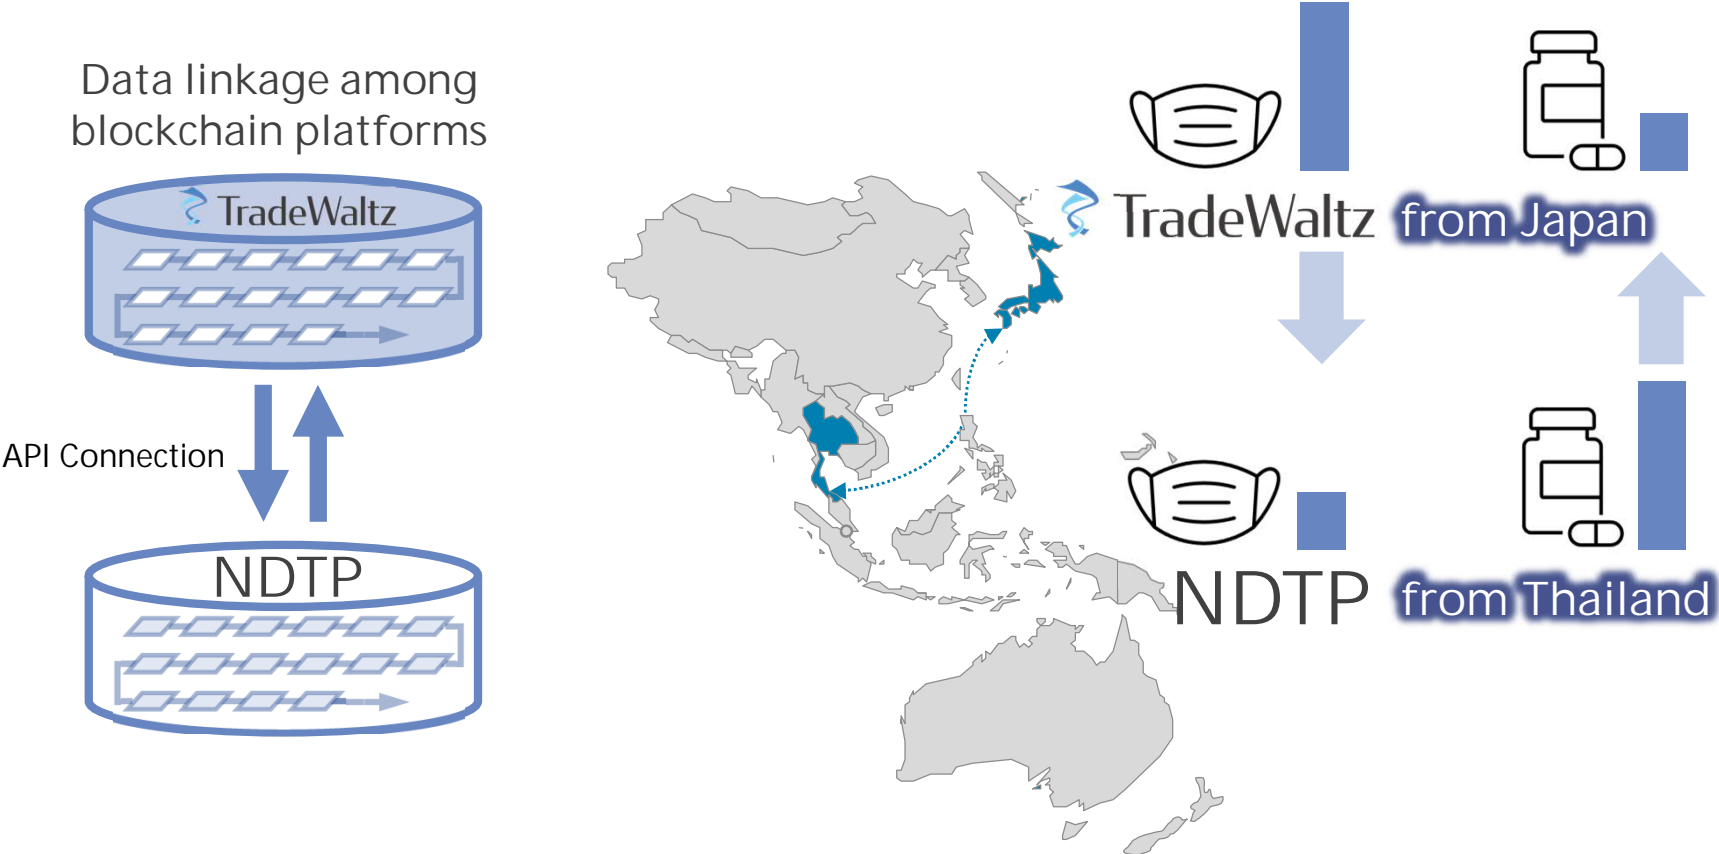 Data linkage among
blockchain platforms
TradeWaltz
API Connection
NDTP
TradeWaltz from Japan
NDTP from Thailand